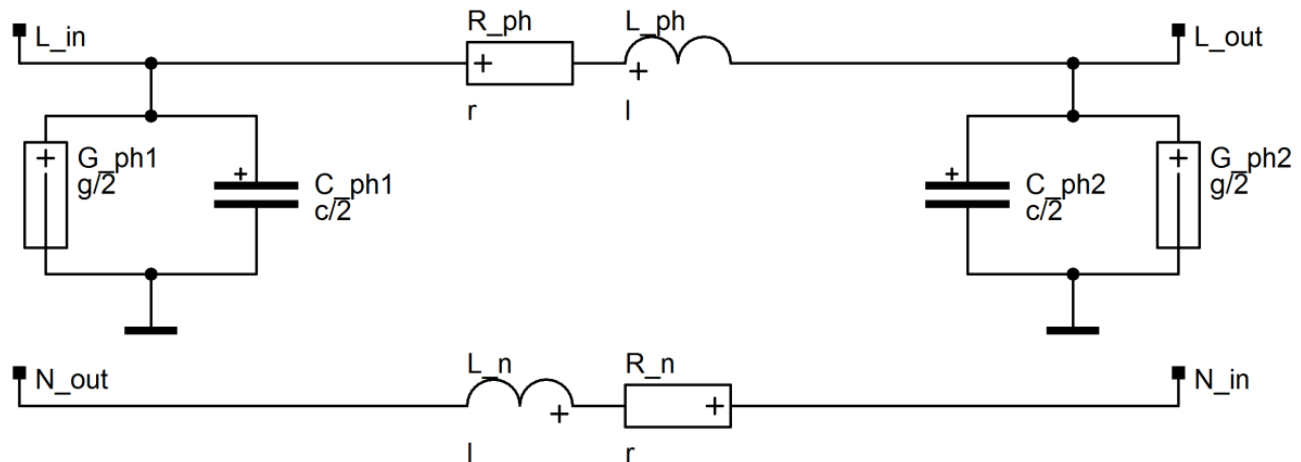 L_in
R_ph
L_ph
L_out
+
+
r
l
+
G_ph1
g/2
+
C_ph1
c/2
+
C_ph2
c/2
+
G_ph2
g/2
N_out
L_n
R_n
N_in
+
+
l
r